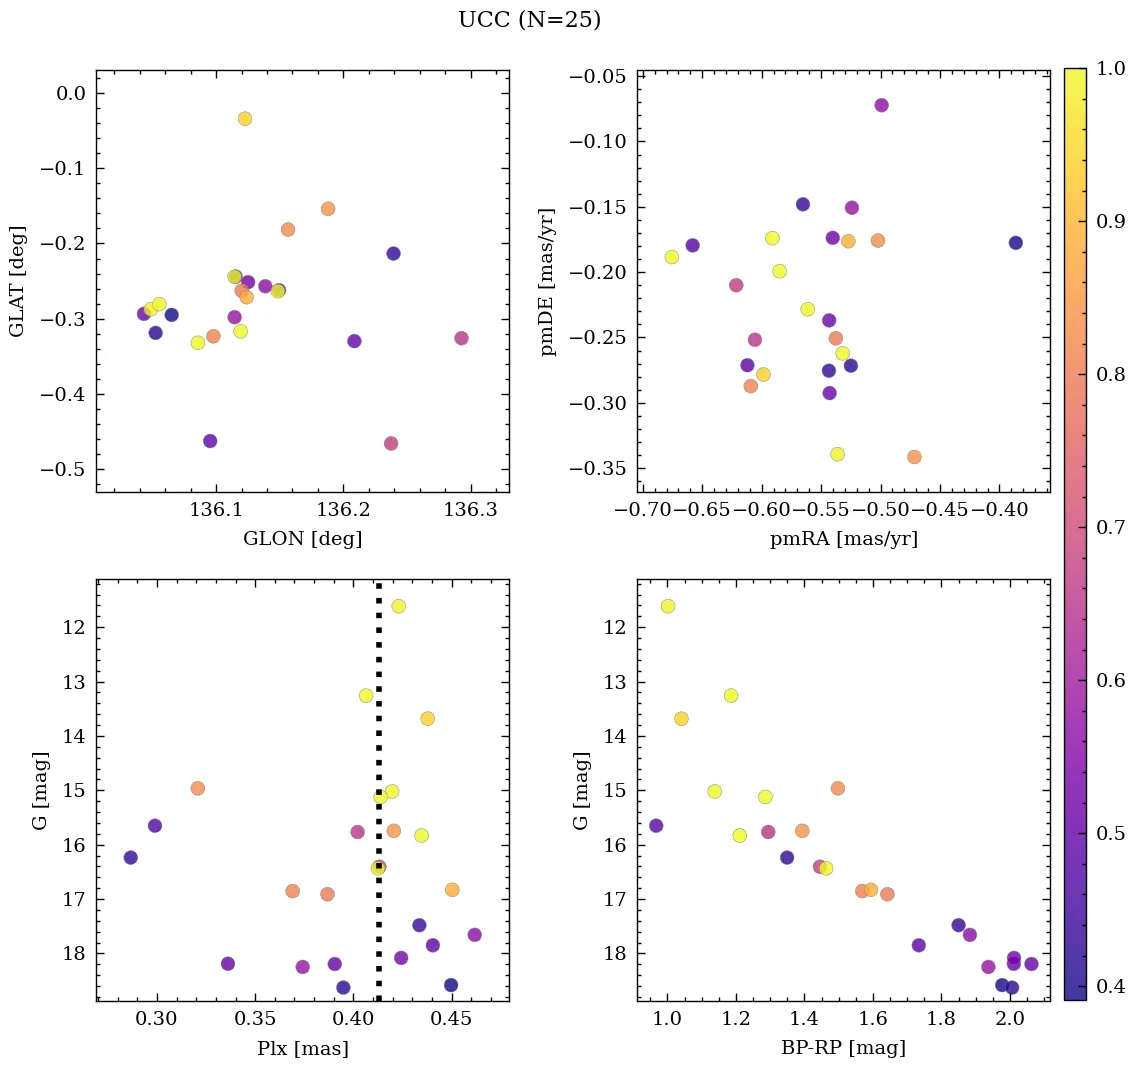 UCC (N=25)
0.0
−0.1
−0.2
−0.3
−0.4
−0.5
GLAT [deg]
136.1 136.2 136.3
GLON [deg]
−0.05
−0.10
−0.15
−0.20
−0.25
−0.30
−0.35
pmDE [mas/yr]
−0.70 −0.65 −0.60 −0.55 −0.50 −0.45 −0.40
pmRA [mas/yr]
1.0
0.9
0.8
0.7
0.6
0.5
0.4
12
13
14
15
16
17
18
G [mag]
0.30 0.35 0.40 0.45
Plx [mas]
12
13
14
15
16
17
18
G [mag]
1.0 1.2 1.4 1.6 1.8 2.0
BP-RP [mag]